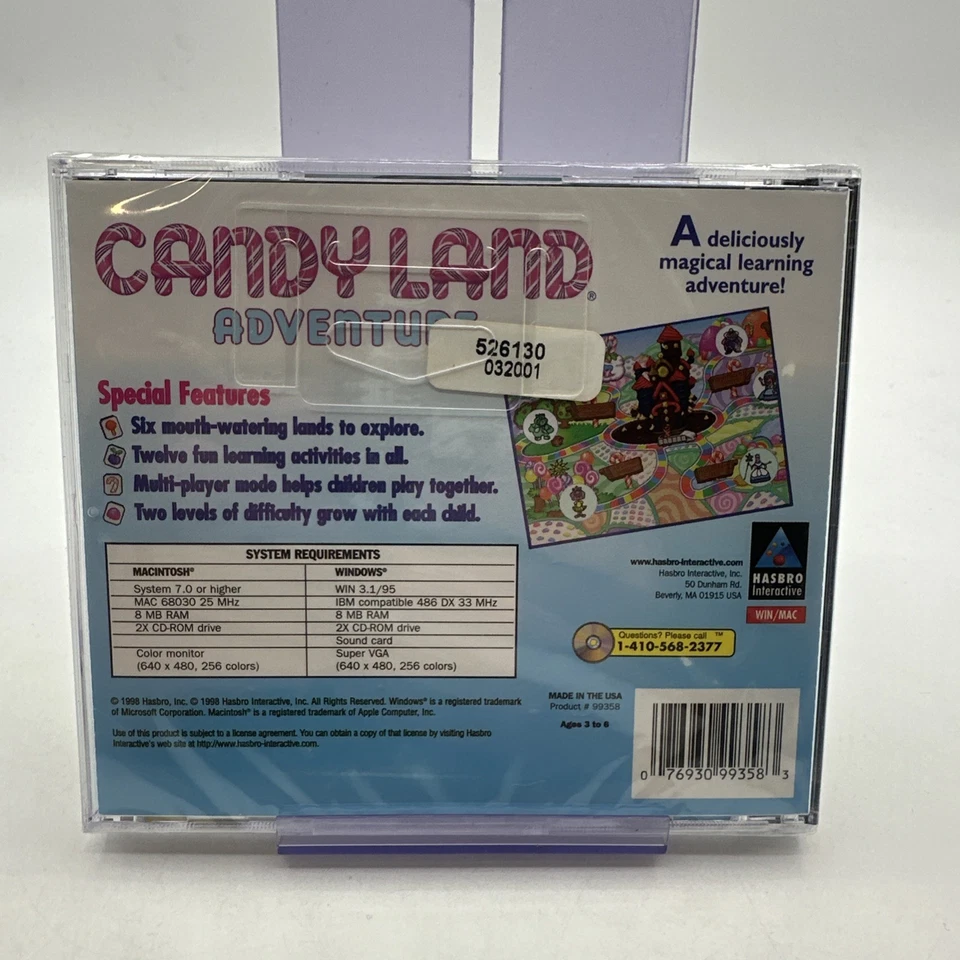 CANDY LAND®
ADVENTURE
526130
032001
A deliciously
magical learning
adventure!
Special Features
Six mouth-watering lands to explore.
Twelve fun learning activities in all.
Multi-player mode helps children play together.
Two levels of difficulty grow with each child.
SYSTEM REQUIREMENTS
MACINTOSH® WINDOWS®
System 7.0 or higher WIN 3.1/95
MAC 68030 25 MHz IBM compatible 486 DX 33 MHz
8 MB RAM 8 MB RAM
2X CD-ROM drive 2X CD-ROM drive
Sound card
Color monitor Super VGA
(640 x 480, 256 colors) (640 x 480, 256 colors)
www.hasbro-interactive.com
Hasbro Interactive, Inc.
50 Dunham Rd.
Beverly, MA 01915 USA
HASBRO
Interactive
WIN/MAC
Questions? Please call ™
1-410-568-2377
© 1998 Hasbro, Inc. © 1998 Hasbro Interactive, Inc. All Rights Reserved. Windows® is a registered trademark
of Microsoft Corporation. Macintosh® is a registered trademark of Apple Computer, Inc.
Use of this product is subject to a license agreement. You can obtain a copy of that license by visiting Hasbro
Interactive's web site at http://www.hasbro-interactive.com.
MADE IN THE USA
Product # 99358
Ages 3 to 6
0 76930 99358 3